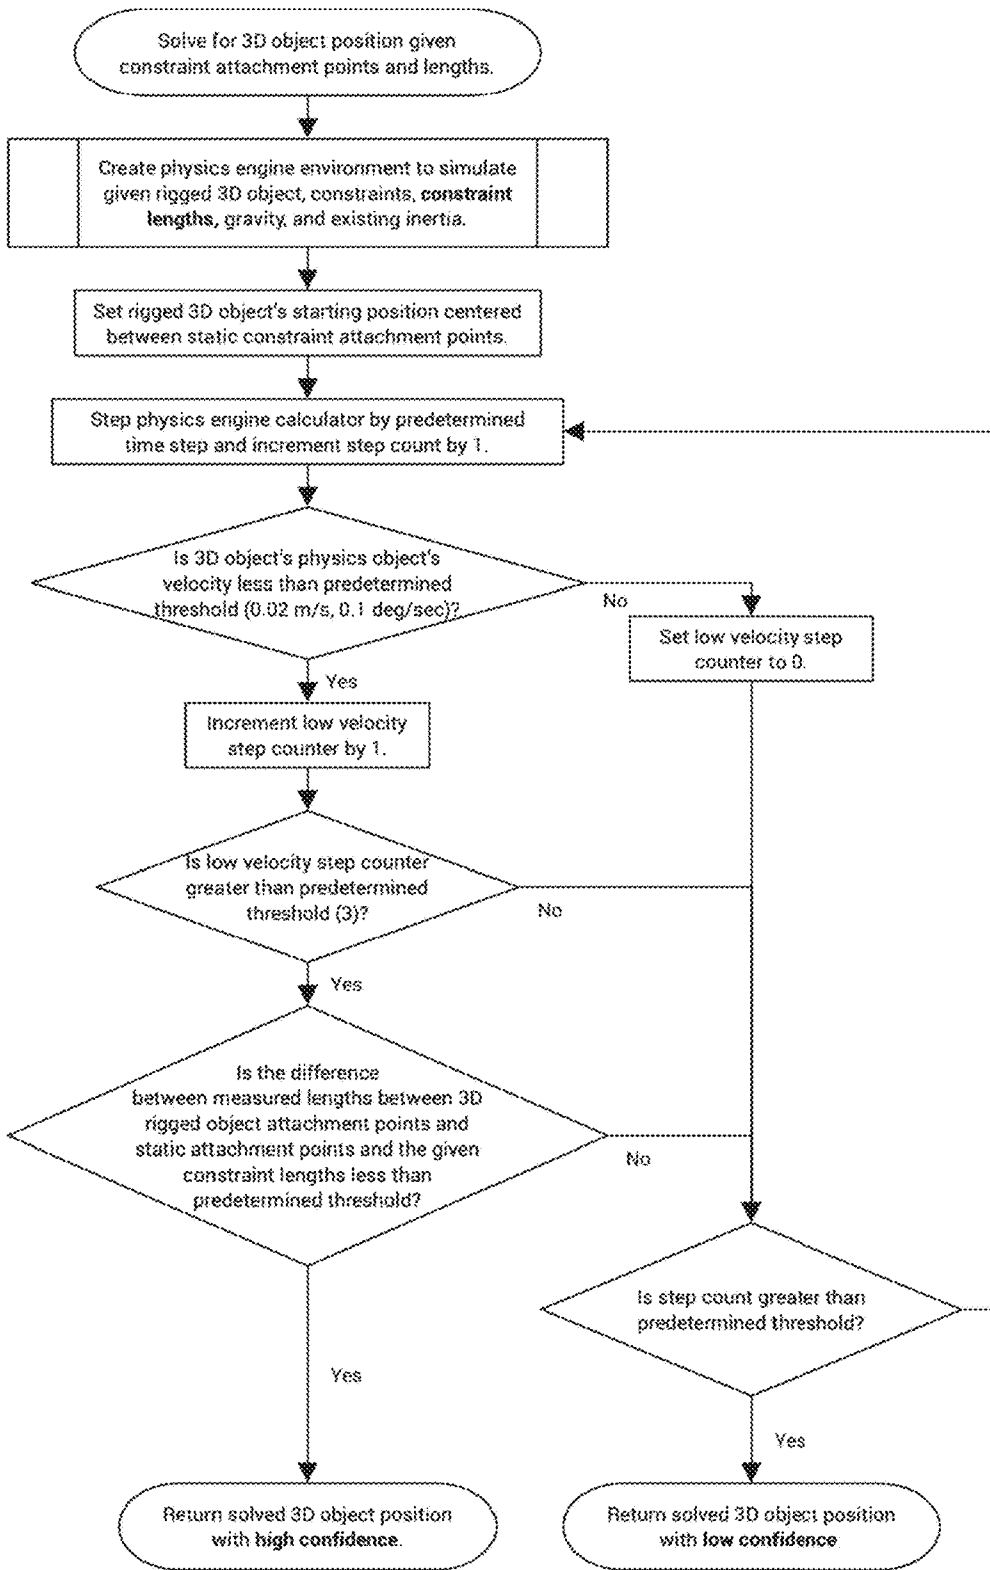 Solve for 3D object position given
constraint attachment points and lengths.
Create physics engine environment to simulate
given rigged 3D object, constraints, constraint
lengths, gravity, and existing inertia.
Set rigged 3D object's starting position centered
between static constraint attachment points.
Step physics engine calculator by predetermined
time step and increment step count by 1.
Is 3D object's physics object's
velocity less than predetermined
threshold (0.02 m/s, 0.1 deg/sec)?
No
Set low velocity step
counter to 0.
Yes
Increment low velocity
step counter by 1.
Is low velocity step counter
greater than predetermined
threshold (3)?
No
Yes
Is the difference
between measured lengths between 3D
rigged object attachment points and
static attachment points and the given
constraint lengths less than
predetermined threshold?
No
Is step count greater than
predetermined threshold?
Yes
Yes
Return solved 3D object position
with high confidence.
Return solved 3D object position
with low confidence